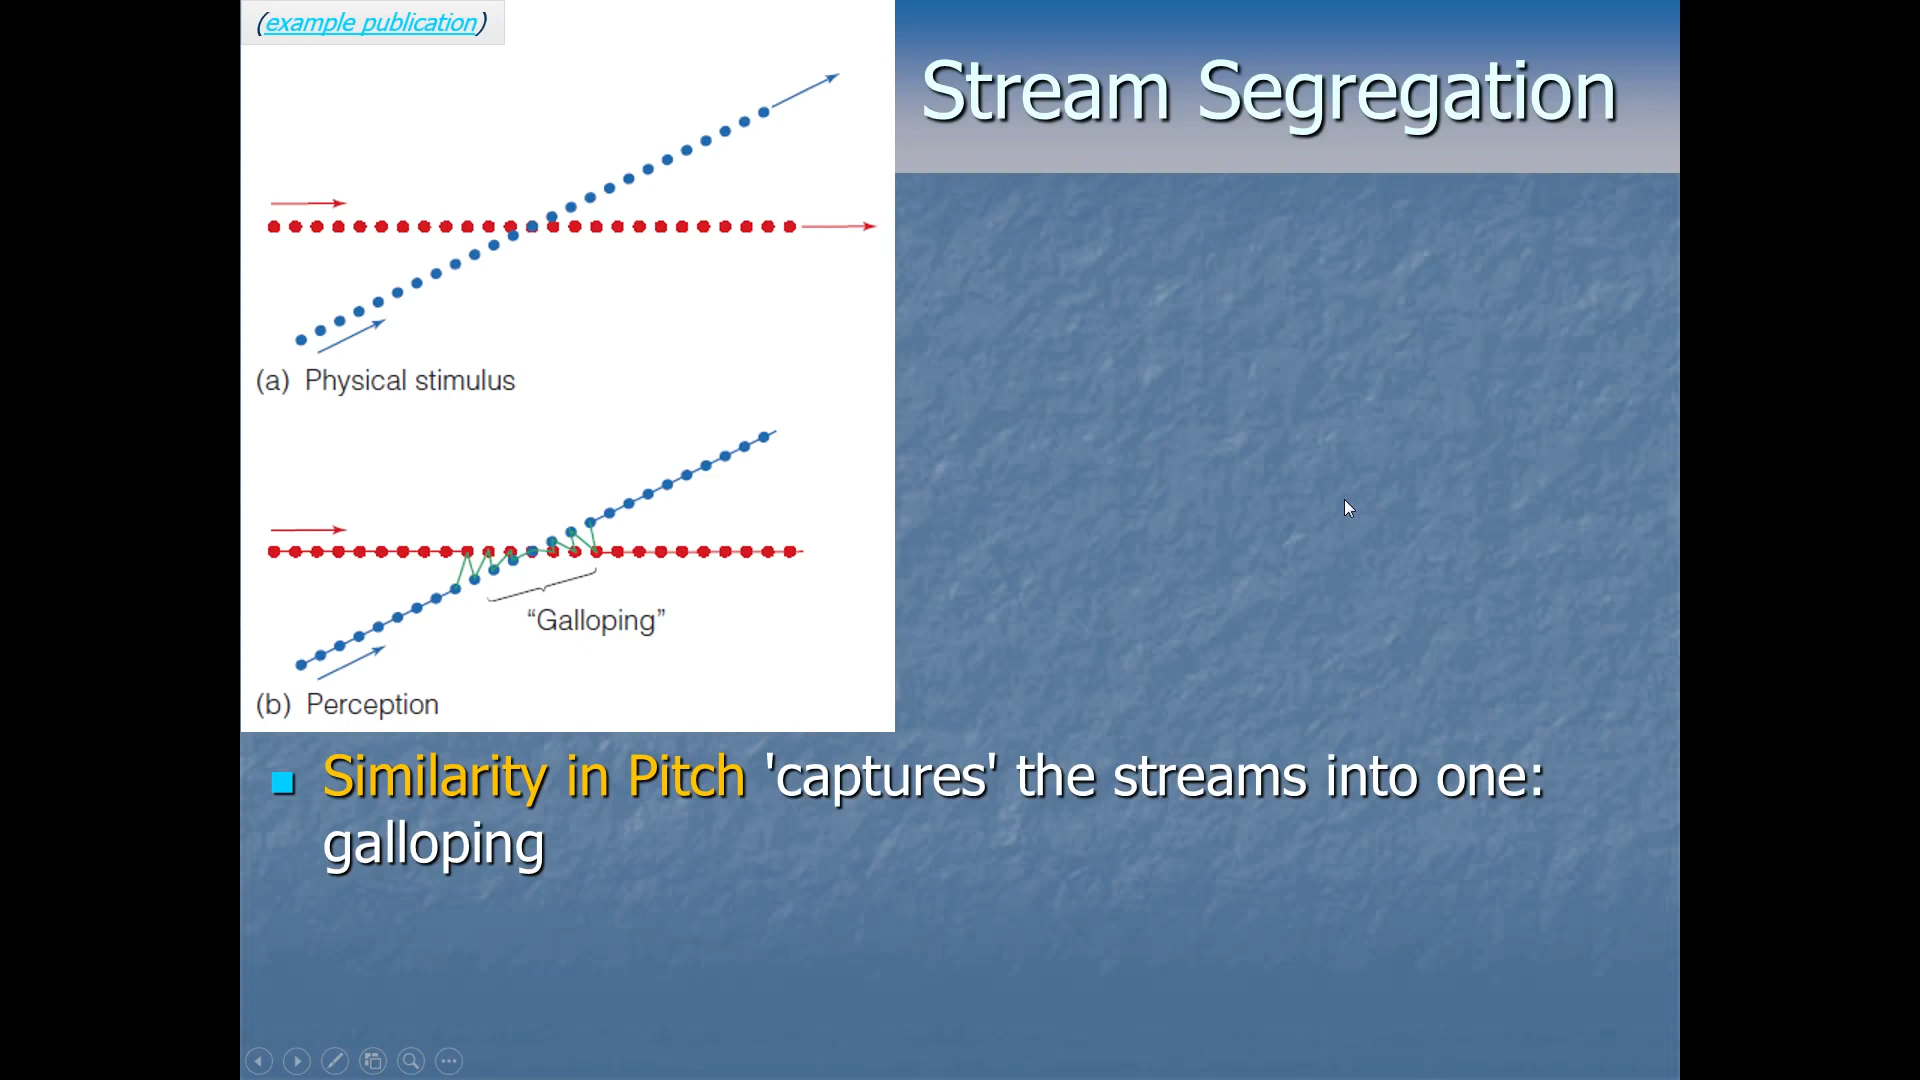 (example publication)
Stream Segregation
(a) Physical stimulus
“Galloping”
(b) Perception
Similarity in Pitch 'captures' the streams into one:
galloping